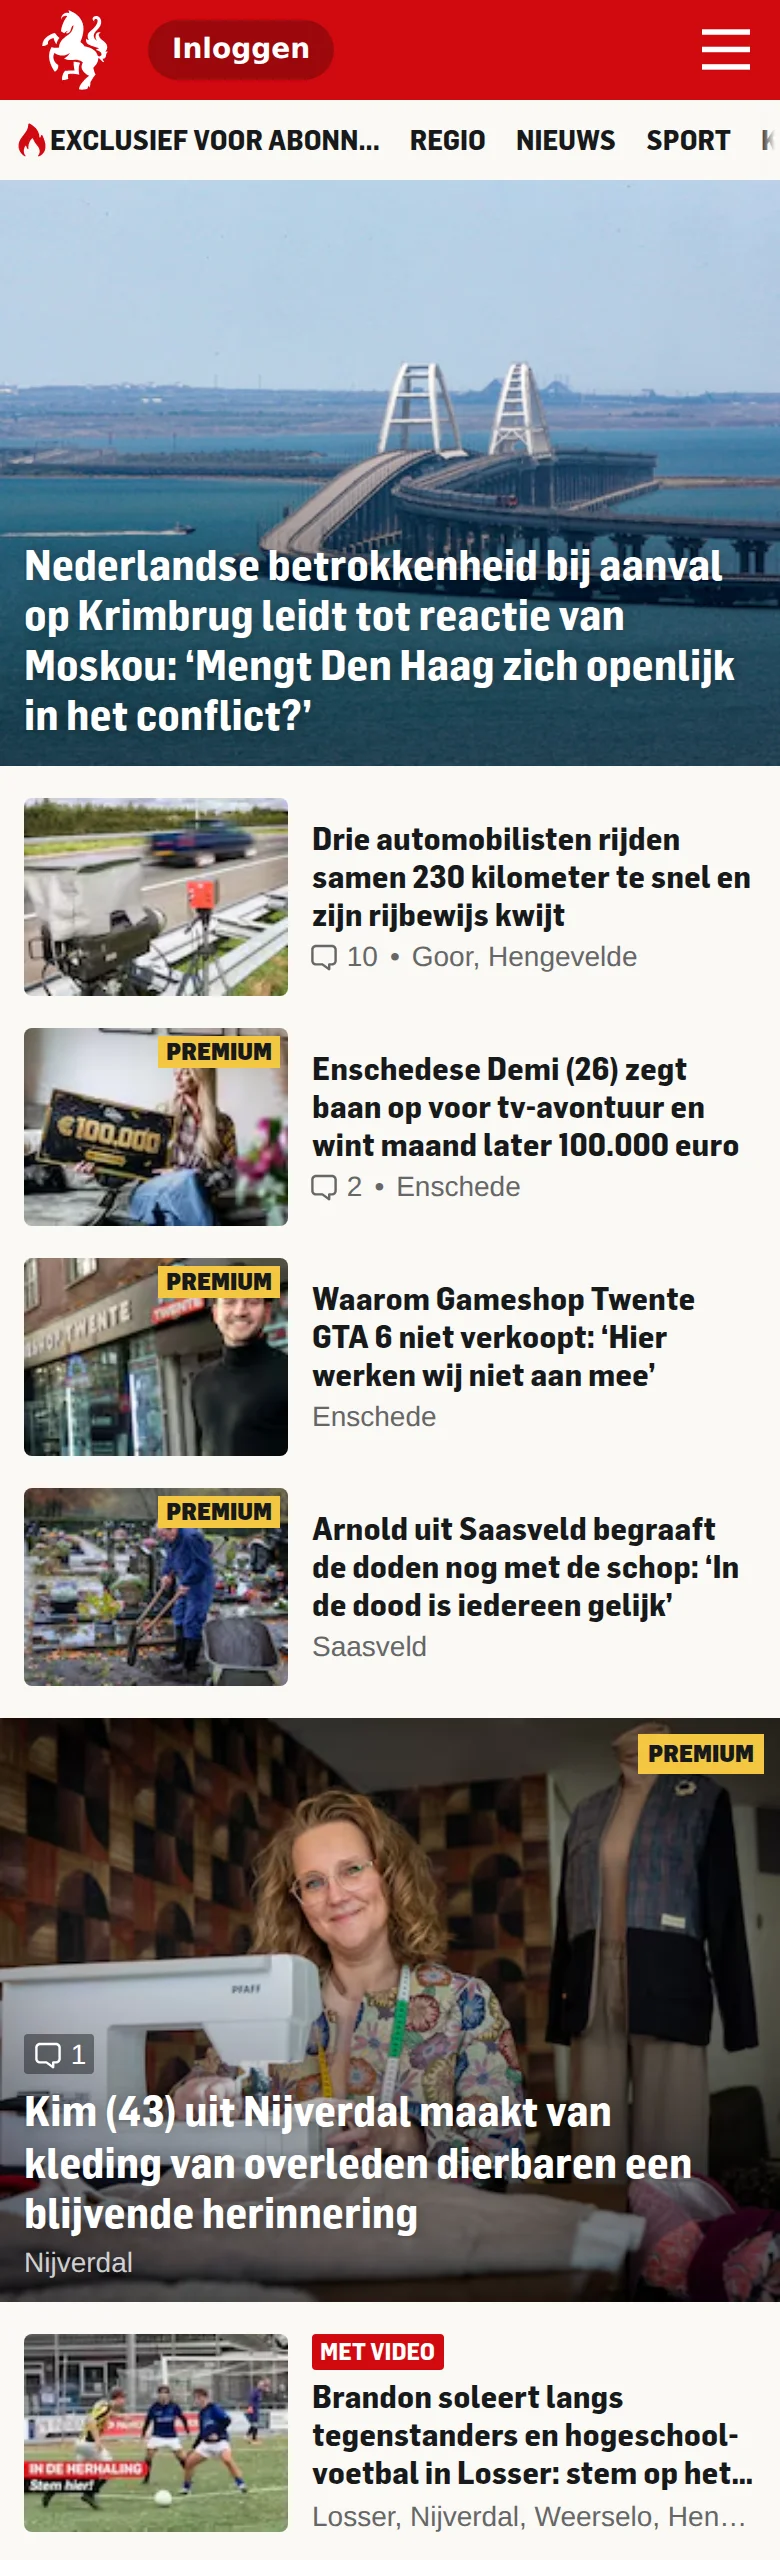 Inloggen
EXCLUSIEF VOOR ABONN... REGIO NIEUWS SPORT
Nederlandse betrokkenheid bij aanval
op Krimbrug leidt tot reactie van
Moskou: ‘Mengt Den Haag zich openlijk
in het conflict?’
Drie automobilisten rijden
samen 230 kilometer te snel en
zijn rijbewijs kwijt
10 • Goor, Hengevelde
PREMIUM
€100.000
Enschedese Demi (26) zegt
baan op voor tv-avontuur en
wint maand later 100.000 euro
2 • Enschede
PREMIUM
TWENTE
TWENTE
Waarom Gameshop Twente
GTA 6 niet verkoopt: ‘Hier
werken wij niet aan mee’
Enschede
PREMIUM
Arnold uit Saasveld begraaft
de doden nog met de schop: ‘In
de dood is iedereen gelijk’
Saasveld
PREMIUM
PFAFF
1
Kim (43) uit Nijverdal maakt van
kleding van overleden dierbaren een
blijvende herinnering
Nijverdal
IN DE HERHALING
Stem hier!
MET VIDEO
Brandon soleert langs
tegenstanders en hogeschool-
voetbal in Losser: stem op het...
Losser, Nijverdal, Weerselo, Hen...